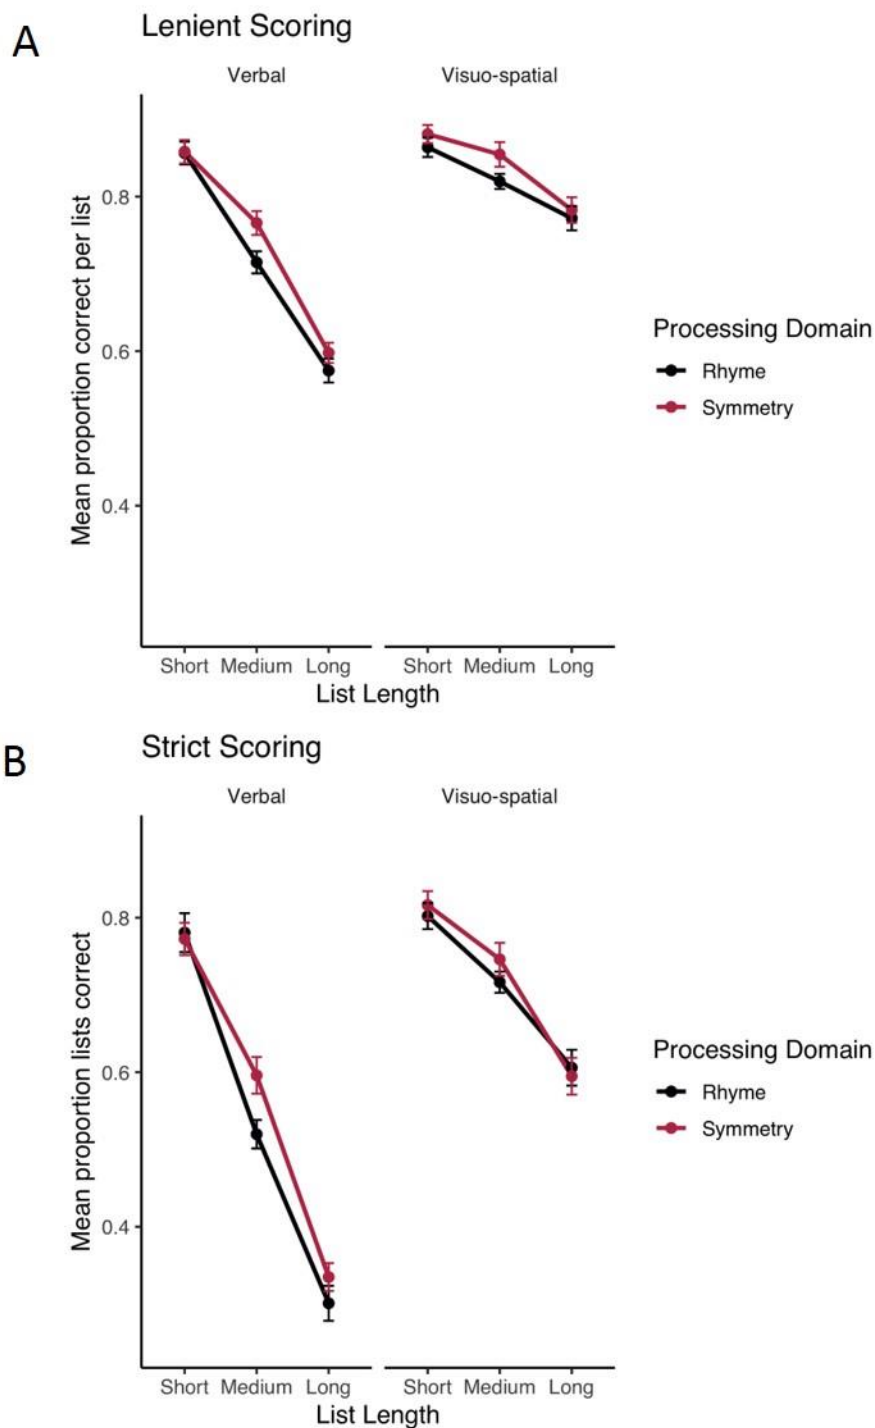 A
Lenient Scoring
Verbal
Visuo-spatial
Mean proportion correct per list
0.8
0.6
0.4
Short Medium Long
Short Medium Long
List Length
Processing Domain
Rhyme
Symmetry
B
Strict Scoring
Verbal
Visuo-spatial
Mean proportion lists correct
0.8
0.6
0.4
Short Medium Long
Short Medium Long
List Length
Processing Domain
Rhyme
Symmetry